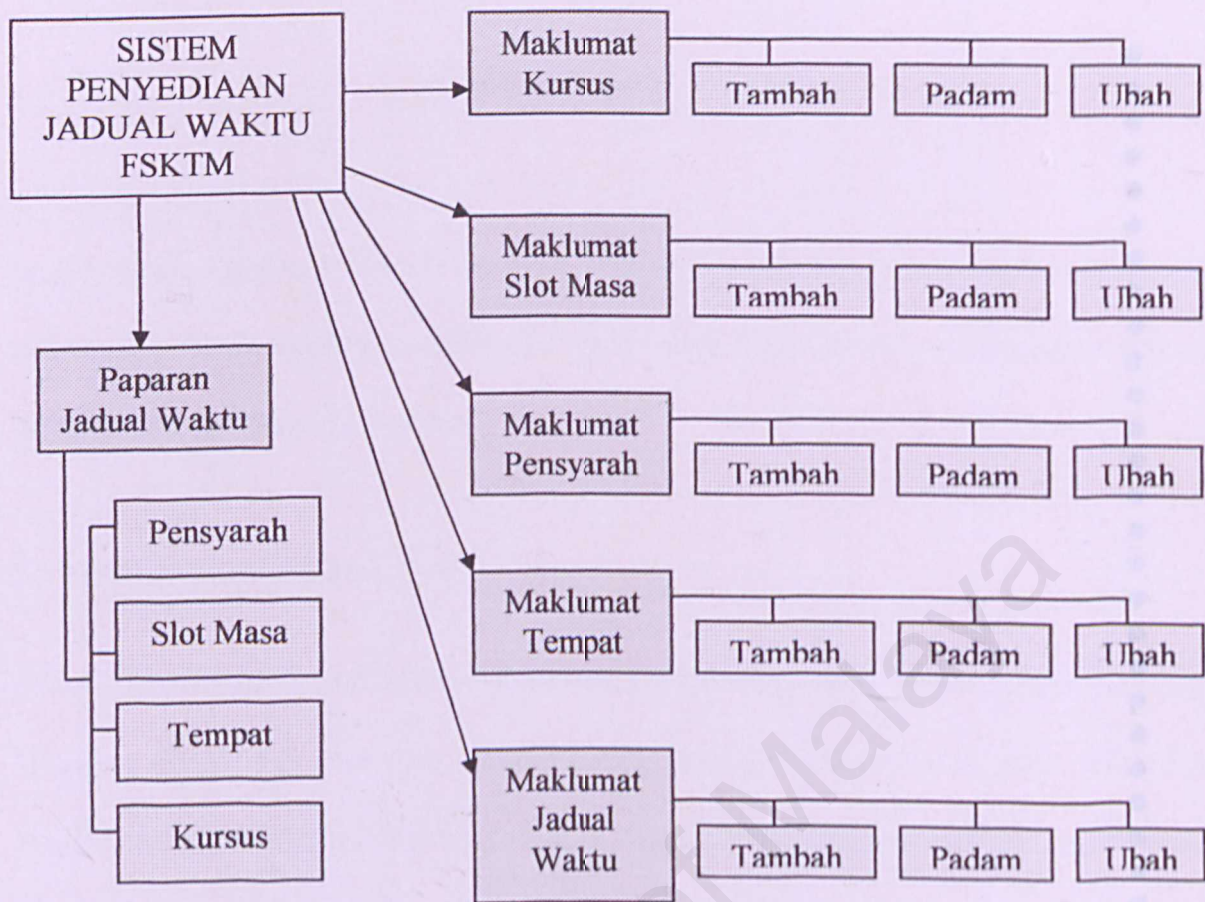 SISTEM
PENYEDIAAN
JADUAL WAKTU
FSKTM
Maklumat
Kursus
Tambah
Padam
Ubah
Maklumat
Slot Masa
Tambah
Padam
Ubah
Paparan
Jadual Waktu
Pensyarah
Slot Masa
Tempat
Kursus
Maklumat
Pensyarah
Tambah
Padam
Ubah
Maklumat
Tempat
Tambah
Padam
Ubah
Maklumat
Jadual
Waktu
Tambah
Padam
Ubah
of Malaya